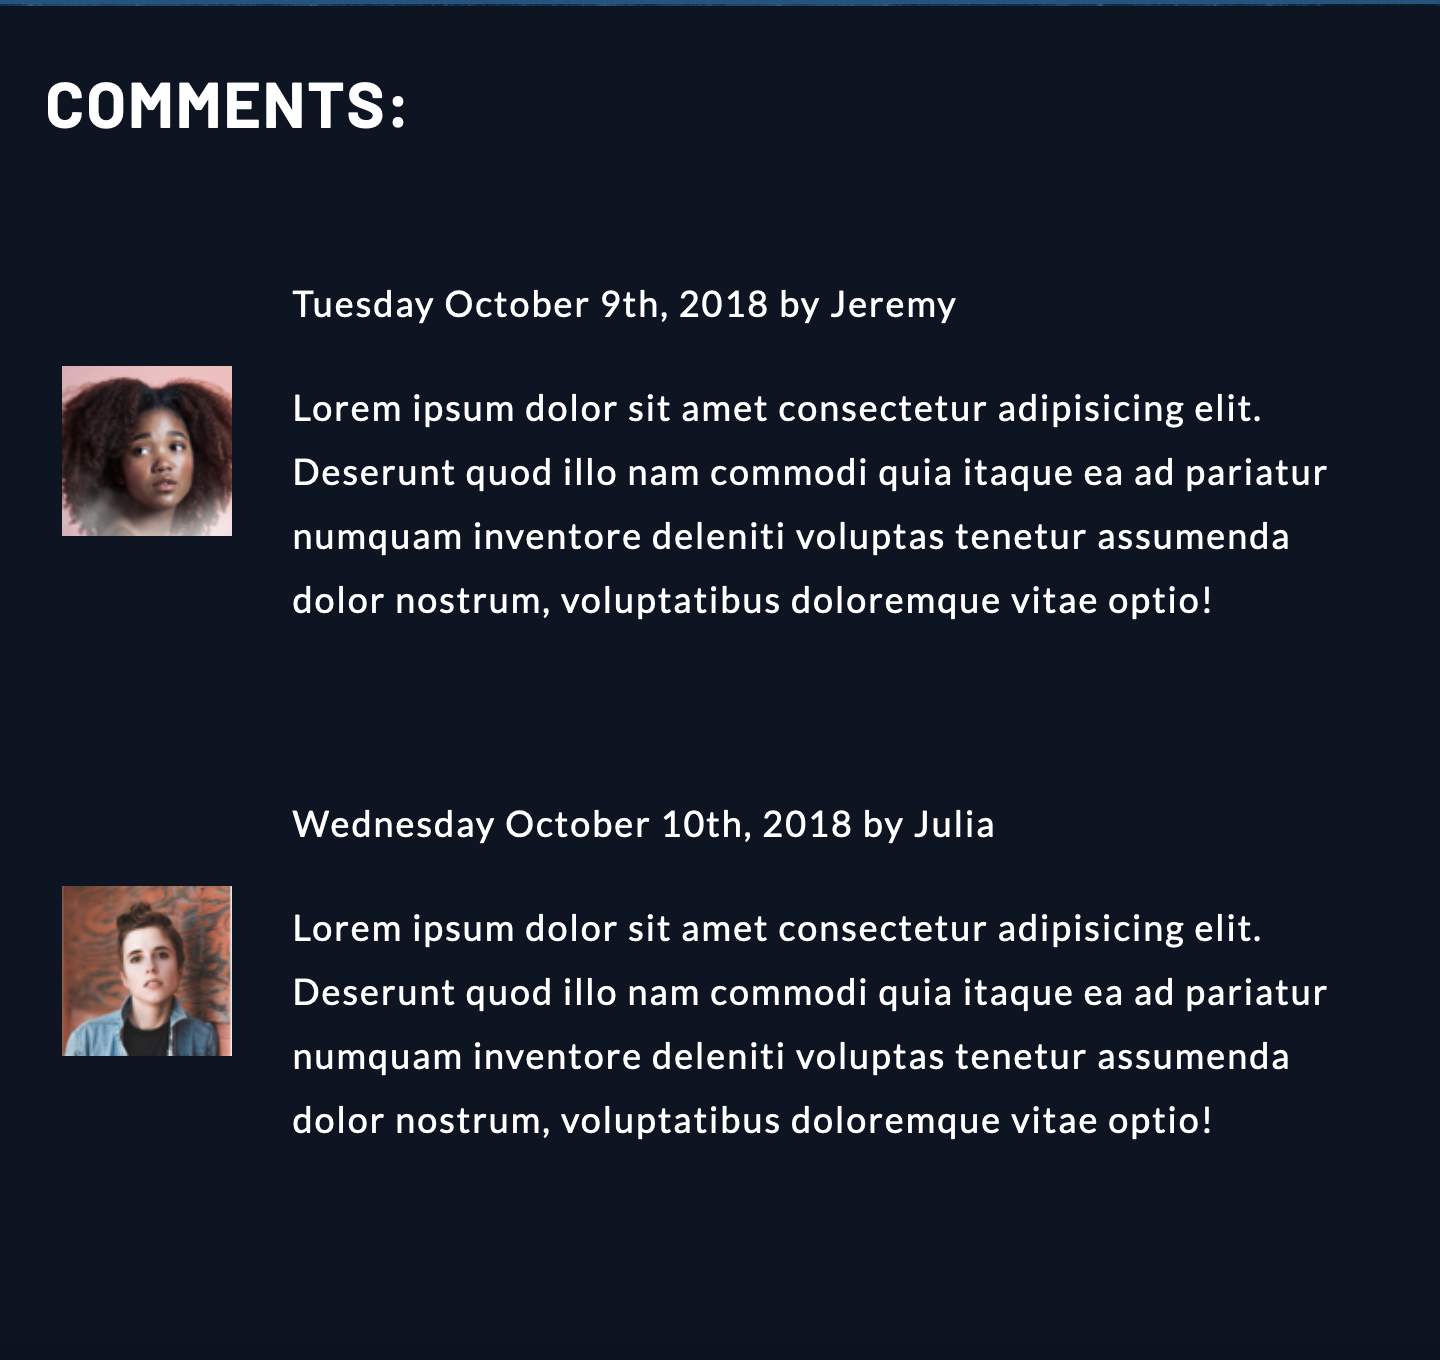 COMMENTS:
Tuesday October 9th, 2018 by Jeremy
Lorem ipsum dolor sit amet consectetur adipisicing elit.
Deserunt quod illo nam commodi quia itaque ea ad pariatur
numquam inventore deleniti voluptas tenetur assumenda
dolor nostrum, voluptatibus doloremque vitae optio!
Wednesday October 10th, 2018 by Julia
Lorem ipsum dolor sit amet consectetur adipisicing elit.
Deserunt quod illo nam commodi quia itaque ea ad pariatur
numquam inventore deleniti voluptas tenetur assumenda
dolor nostrum, voluptatibus doloremque vitae optio!